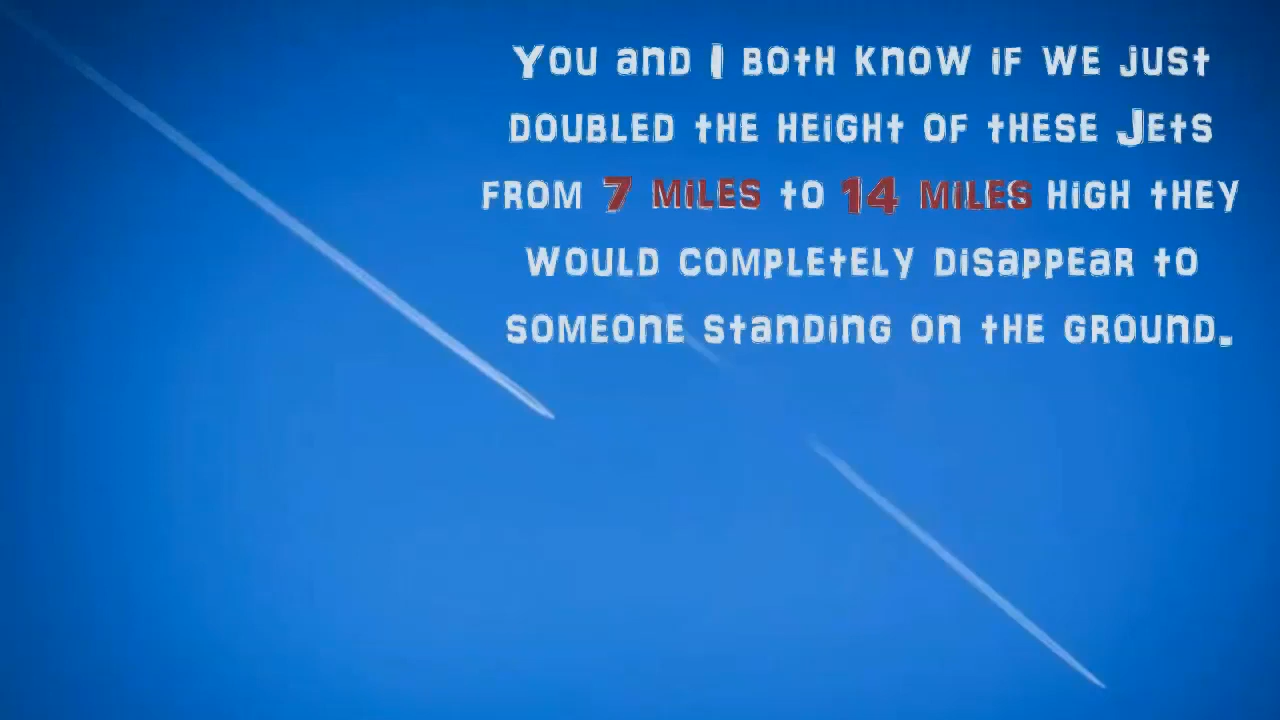 You and I both know if we just
doubled the height of these Jets
from 7 miles to 14 miles high they
would completely disappear to
someone standing on the ground.